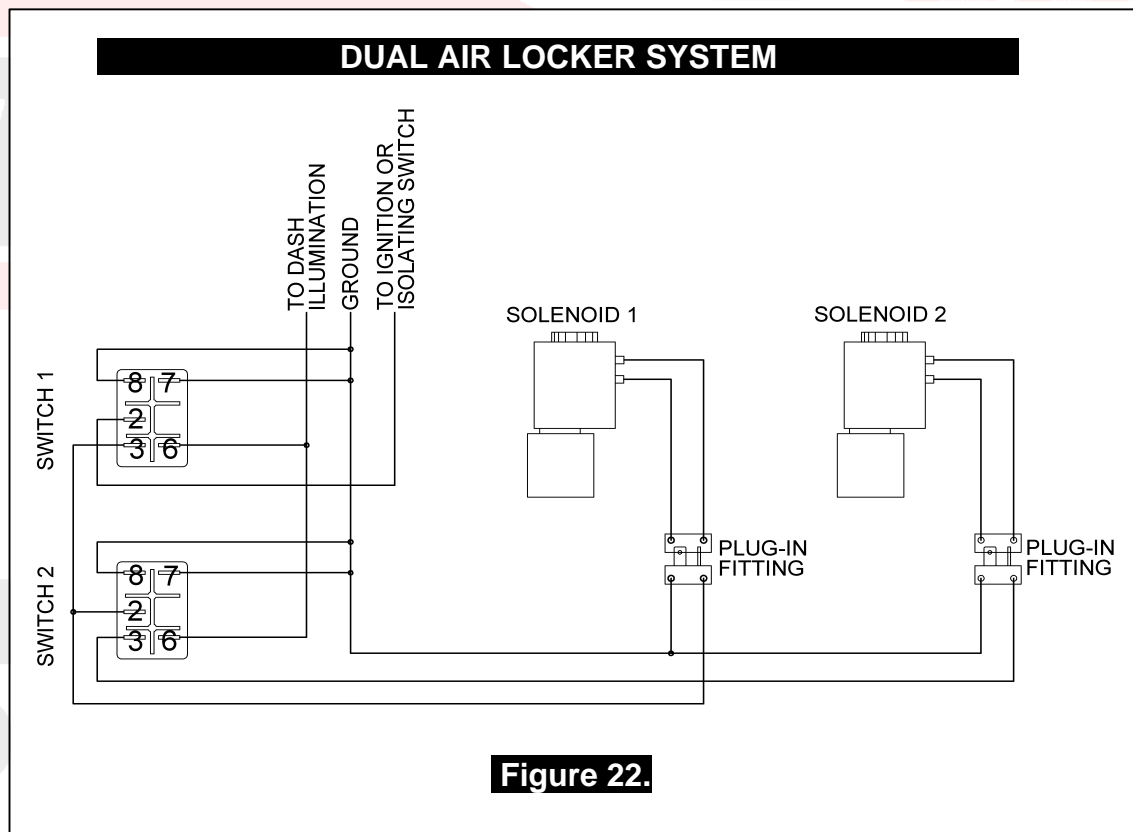 DUAL AIR LOCKER SYSTEM
TO DASH
ILLUMINATION
GROUND
TO IGNITION OR
ISOLATING SWITCH
SOLENOID 1
SOLENOID 2
SWITCH 1
8 7
2
3 6
SWITCH 2
8 7
2
3 6
PLUG-IN
FITTING
PLUG-IN
FITTING
Figure 22.